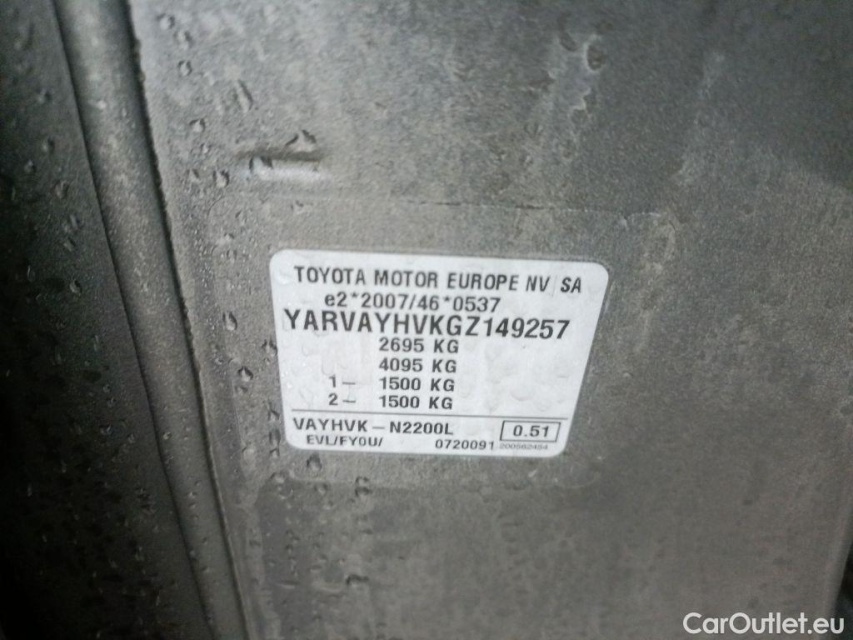 TOYOTA MOTOR EUROPE NV/SA
e2*2007/46*0537
YARVAYHVKGZ149257
2695 KG
4095 KG
1- 1500 KG
2- 1500 KG
VAYHVK-N2200L 0.51
EVL/FY0U/ 0720091 200562454
CarOutlet.eu